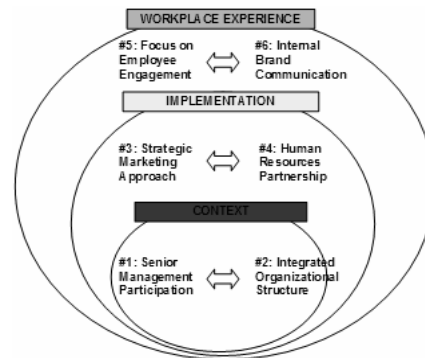 WORKPLACE EXPERIENCE
#5: Focus on
Employee
Engagement
#6: Internal
Brand
Communication
IMPLEMENTATION
#3: Strategic
Marketing
Approach
#4: Human
Resources
Partnership
CONTEXT
#1: Senior
Management
Participation
#2: Integrated
Organizational
Structure